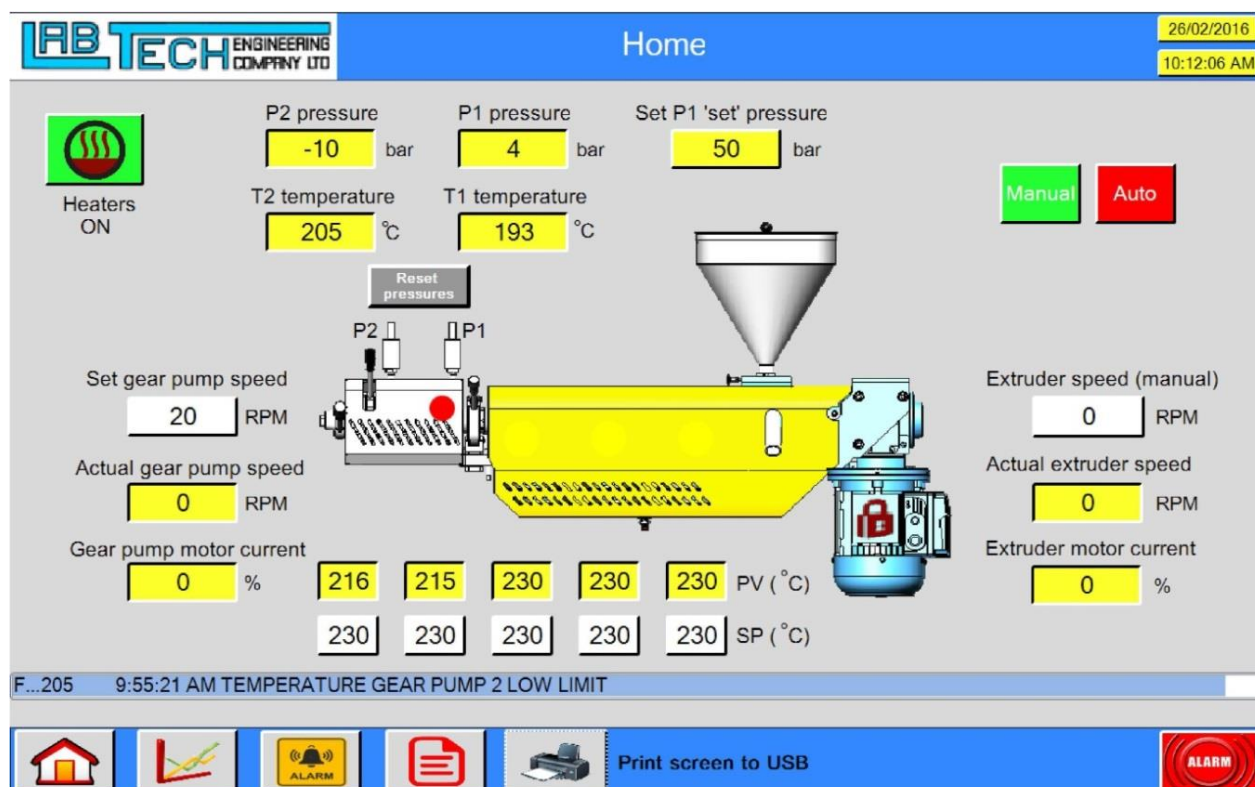 LAB TECH ENGINEERING COMPANY LTD
Home
26/02/2016
10:12:06 AM
P2 pressure
-10 bar
P1 pressure
4 bar
Set P1 'set' pressure
50 bar
Heaters
ON
T2 temperature
205 °C
T1 temperature
193 °C
Manual
Auto
Reset
pressures
P2
P1
Set gear pump speed
20 RPM
Extruder speed (manual)
0 RPM
Actual gear pump speed
0 RPM
Actual extruder speed
0 RPM
Gear pump motor current
0 %
Extruder motor current
0 %
216 215 230 230 230 PV (°C)
230 230 230 230 230 SP (°C)
F...205 9:55:21 AM TEMPERATURE GEAR PUMP 2 LOW LIMIT
ALARM
Print screen to USB
ALARM